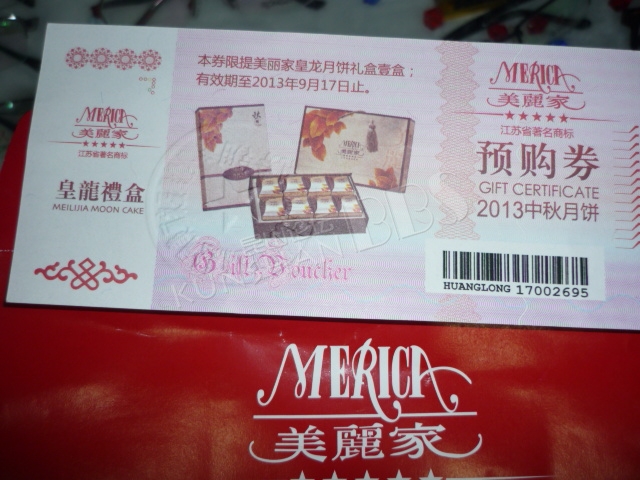 MERICA
美麗家
★★★★★
江苏省著名商标
皇龍禮盒
MEILIJIA MOON CAKE
本券限提美丽家皇龙月饼礼盒壹盒；
有效期至2013年9月17日止。
Gift Voucher
MERICA
美麗家
★★★★★
江苏省著名商标
预购券
GIFT CERTIFICATE
2013中秋月饼
HUANGLONG 17002695
MERICA
美麗家
★★★★★